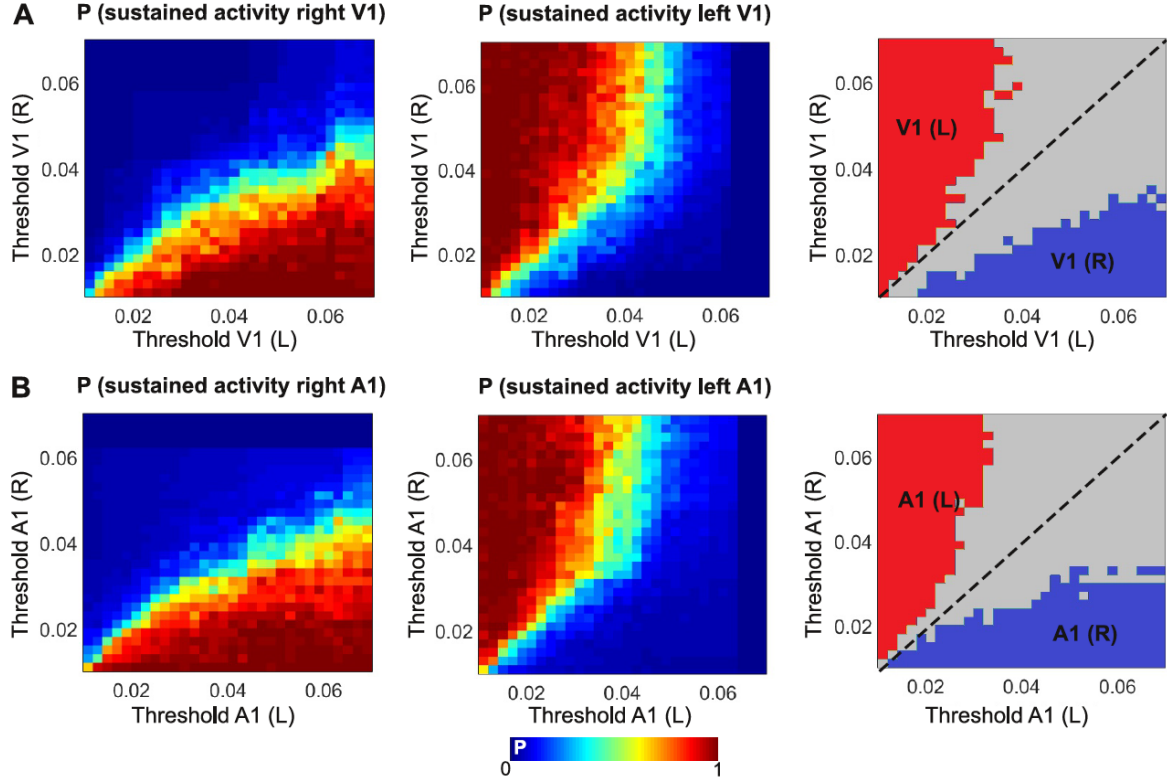 A
P (sustained activity right V1)
P (sustained activity left V1)
Threshold V1 (R)
0.06
0.04
0.02
0.02 0.04 0.06
Threshold V1 (L)
Threshold V1 (R)
0.06
0.04
0.02
0.02 0.04 0.06
Threshold V1 (L)
Threshold V1 (R)
0.06
0.04
0.02
V1 (L)
V1 (R)
0.02 0.04 0.06
Threshold V1 (L)
B
P (sustained activity right A1)
P (sustained activity left A1)
Threshold A1 (R)
0.06
0.04
0.02
0.02 0.04 0.06
Threshold A1 (L)
Threshold A1 (R)
0.06
0.04
0.02
0.02 0.04 0.06
Threshold A1 (L)
Threshold A1 (R)
0.06
0.04
0.02
A1 (L)
A1 (R)
0.02 0.04 0.06
Threshold A1 (L)
P
0 1